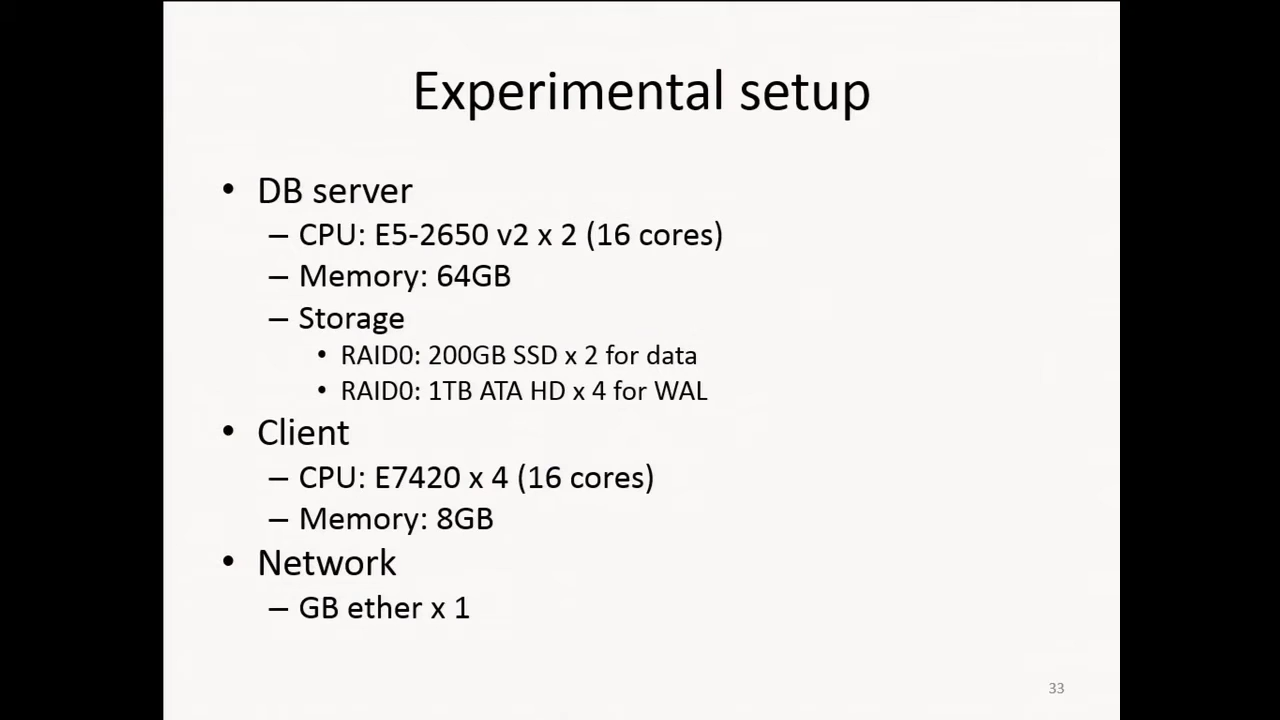 Experimental setup
• DB server
– CPU: E5-2650 v2 x 2 (16 cores)
– Memory: 64GB
– Storage
• RAID0: 200GB SSD x 2 for data
• RAID0: 1TB ATA HD x 4 for WAL
• Client
– CPU: E7420 x 4 (16 cores)
– Memory: 8GB
• Network
– GB ether x 1
33